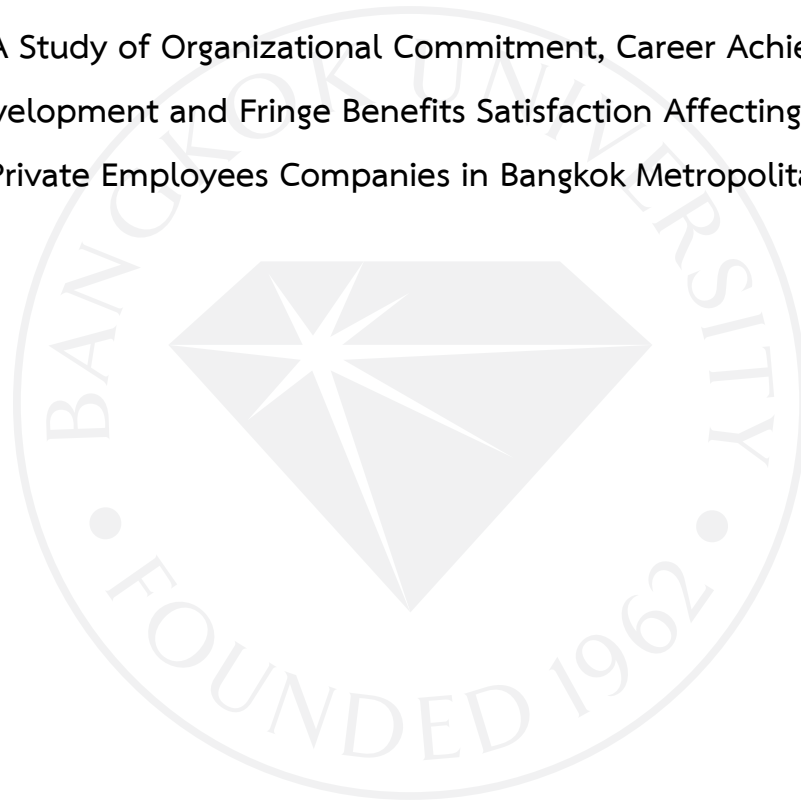 A Study of Organizational Commitment, Career Achie
velopment and Fringe Benefits Satisfaction Affecting
Private Employees Companies in Bangkok Metropolita
BANGKOK UNIVERSITY
• FOUNDED 1962 •